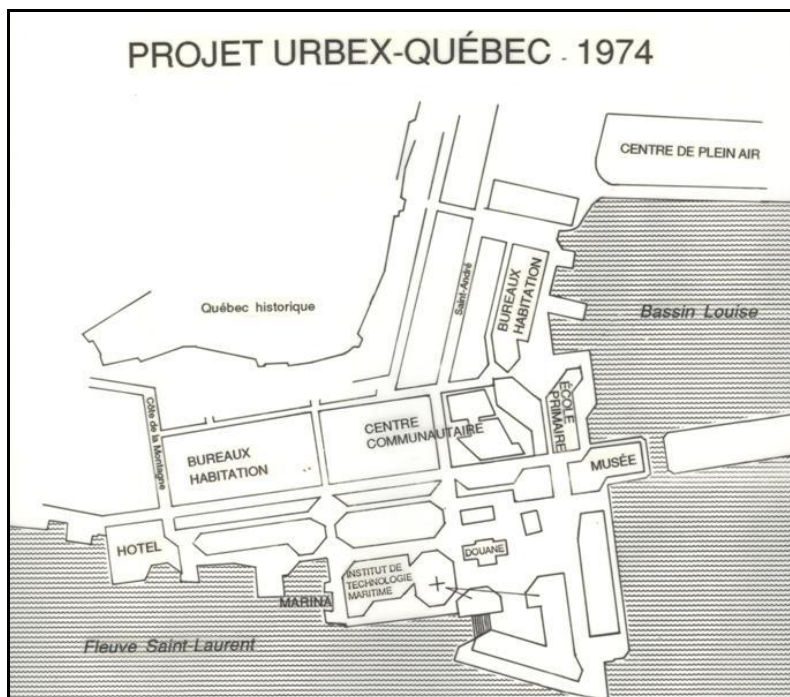 PROJET URBEX-QUÉBEC - 1974
CENTRE DE PLEIN AIR
Québec historique
Saint-André
BUREAUX
HABITATION
Bassin Louise
Côte de la Montagne
CENTRE
COMMUNAUTAIRE
ÉCOLE
PRIMAIRE
BUREAUX
HABITATION
MUSÉE
HOTEL
DOUANE
INSTITUT DE
TECHNOLOGIE
MARITIME
MARINA
Fleuve Saint-Laurent